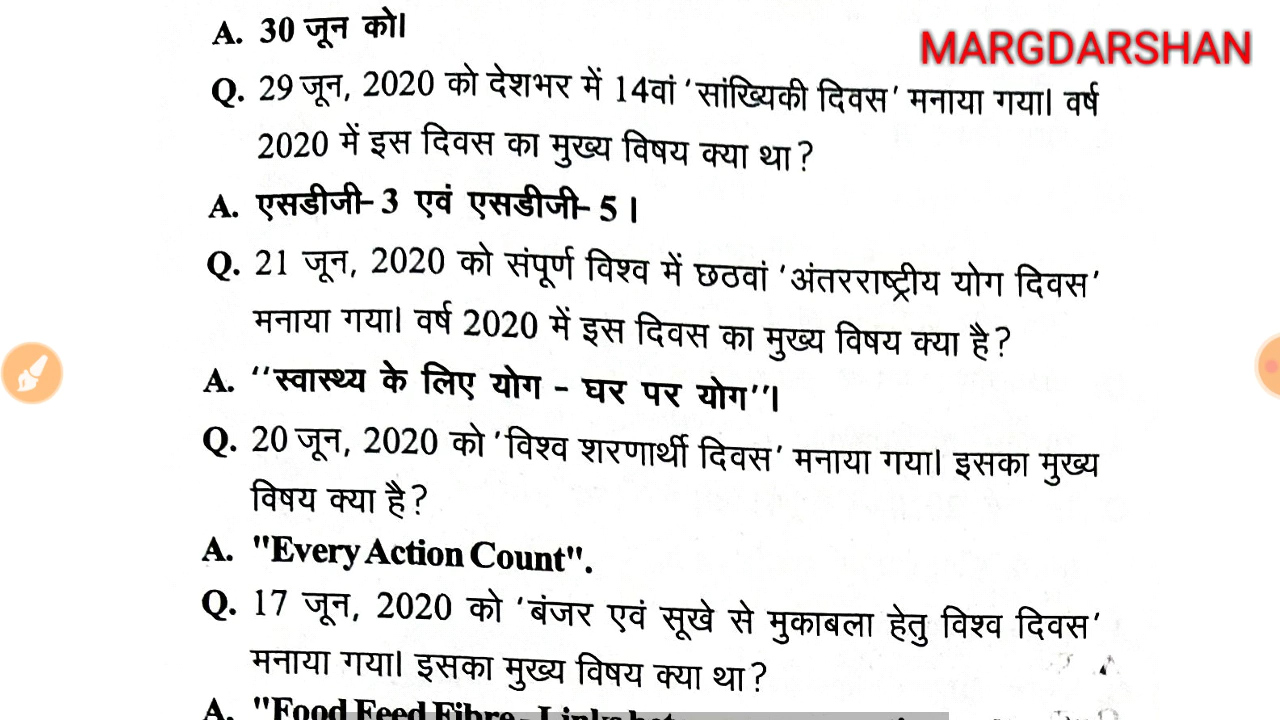 A. 30 जून को।
MARGDARSHAN
Q. 29 जून, 2020 को देशभर में 14वां 'सांख्यिकी दिवस' मनाया गया। वर्ष
2020 में इस दिवस का मुख्य विषय क्या था?
A. एसडीजी-3 एवं एसडीजी-5।
Q. 21 जून, 2020 को संपूर्ण विश्व में छठवां 'अंतरराष्ट्रीय योग दिवस'
मनाया गया। वर्ष 2020 में इस दिवस का मुख्य विषय क्या है?
A. ''स्वास्थ्य के लिए योग - घर पर योग''।
Q. 20 जून, 2020 को 'विश्व शरणार्थी दिवस' मनाया गया। इसका मुख्य
विषय क्या है?
A. "Every Action Count".
Q. 17 जून, 2020 को 'बंजर एवं सूखे से मुकाबला हेतु विश्व दिवस'
मनाया गया। इसका मुख्य विषय क्या था?
A. "Food Feed Fibre - Links